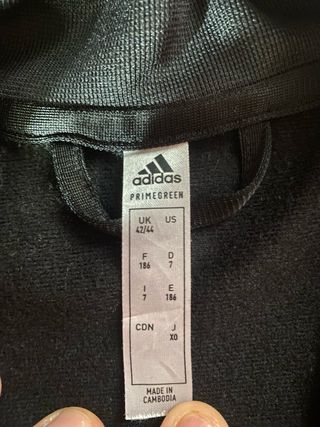 adidas
PRIMEGREEN
UK US
42/44
F D
186 7
I E
7 186
CDN J
XO
MADE IN
CAMBODIA